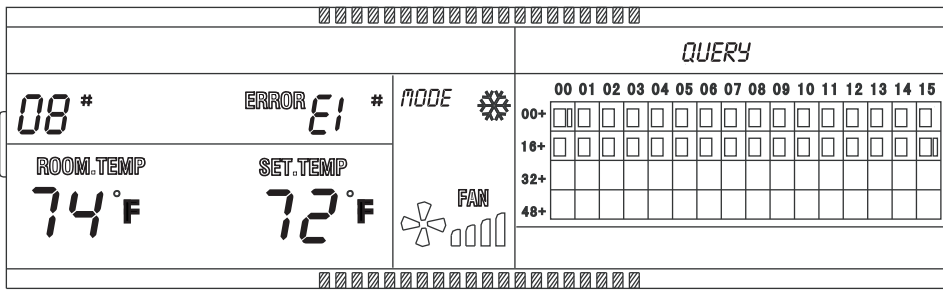 QUERY
00 01 02 03 04 05 06 07 08 09 10 11 12 13 14 15
08 # ERROR E1 # MODE 00+
16+
ROOM.TEMP SET.TEMP 32+
74°F 72°F FAN 48+